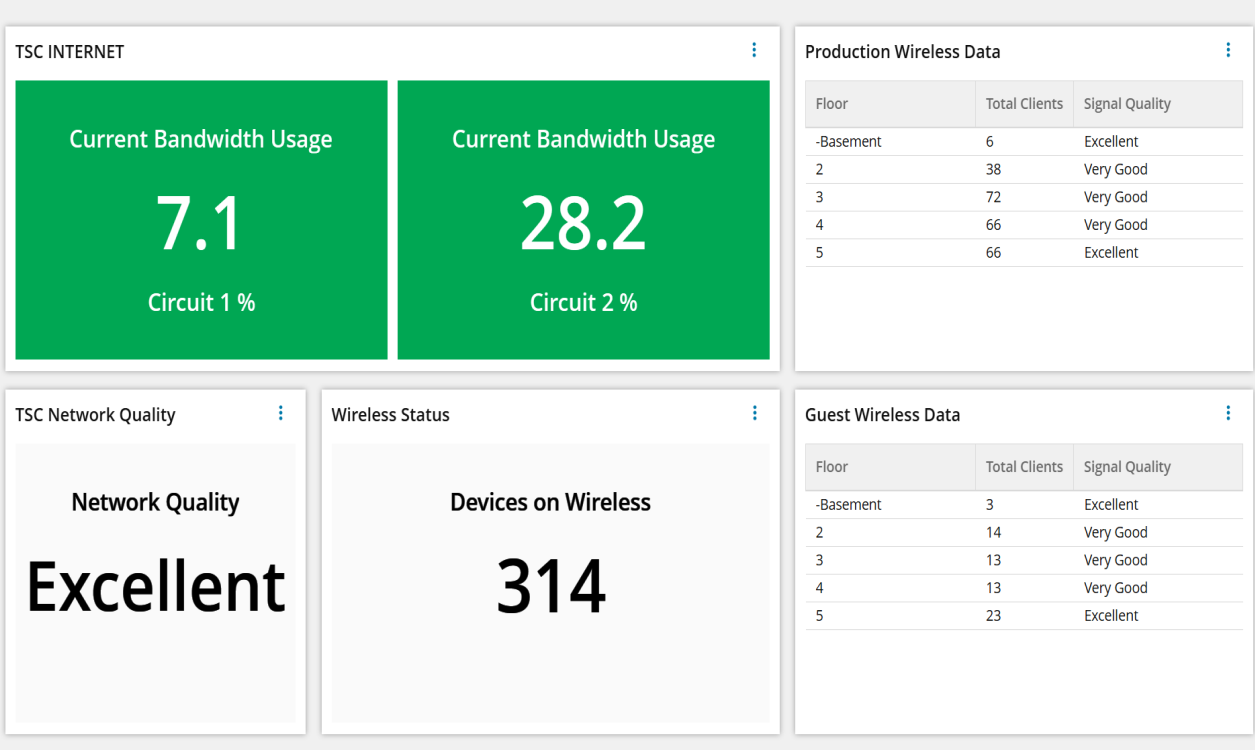 TSC INTERNET
Current Bandwidth Usage
7.1
Circuit 1 %
Current Bandwidth Usage
28.2
Circuit 2 %
Production Wireless Data
Floor Total Clients Signal Quality
-Basement 6 Excellent
2 38 Very Good
3 72 Very Good
4 66 Very Good
5 66 Excellent
TSC Network Quality
Network Quality
Excellent
Wireless Status
Devices on Wireless
314
Guest Wireless Data
Floor Total Clients Signal Quality
-Basement 3 Excellent
2 14 Very Good
3 13 Very Good
4 13 Very Good
5 23 Excellent